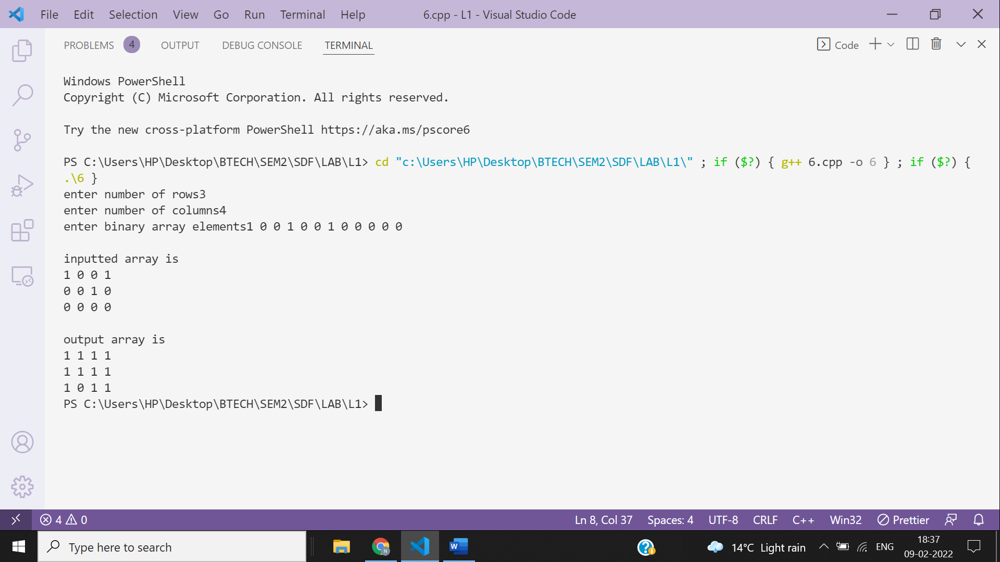 File Edit Selection View Go Run Terminal Help 6.cpp - L1 - Visual Studio Code
PROBLEMS 4 OUTPUT DEBUG CONSOLE TERMINAL Code
Windows PowerShell
Copyright (C) Microsoft Corporation. All rights reserved.
Try the new cross-platform PowerShell https://aka.ms/pscore6
PS C:\Users\HP\Desktop\BTECH\SEM2\SDF\LAB\L1> cd "c:\Users\HP\Desktop\BTECH\SEM2\SDF\LAB\L1\" ; if ($?) { g++ 6.cpp -o 6 } ; if ($?) {
.\6 }
enter number of rows3
enter number of columns4
enter binary array elements1 0 0 1 0 0 1 0 0 0 0 0
inputted array is
1 0 0 1
0 0 1 0
0 0 0 0
output array is
1 1 1 1
1 1 1 1
1 0 1 1
PS C:\Users\HP\Desktop\BTECH\SEM2\SDF\LAB\L1>
4 0 Ln 8, Col 37 Spaces: 4 UTF-8 CRLF C++ Win32 Prettier
Type here to search N W 14°C Light rain ENG 18:37
09-02-2022